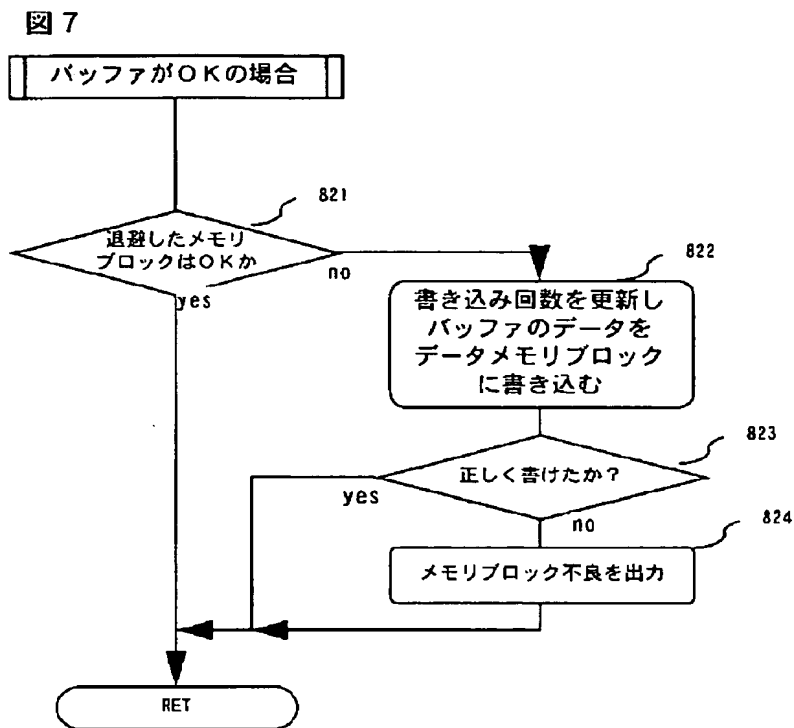 図7
バッファがOKの場合
821
退避したメモリ
ブロックはOKか
no
yes
822
書き込み回数を更新し
バッファのデータを
データメモリブロック
に書き込む
823
正しく書けたか？
yes
no
824
メモリブロック不良を出力
RET